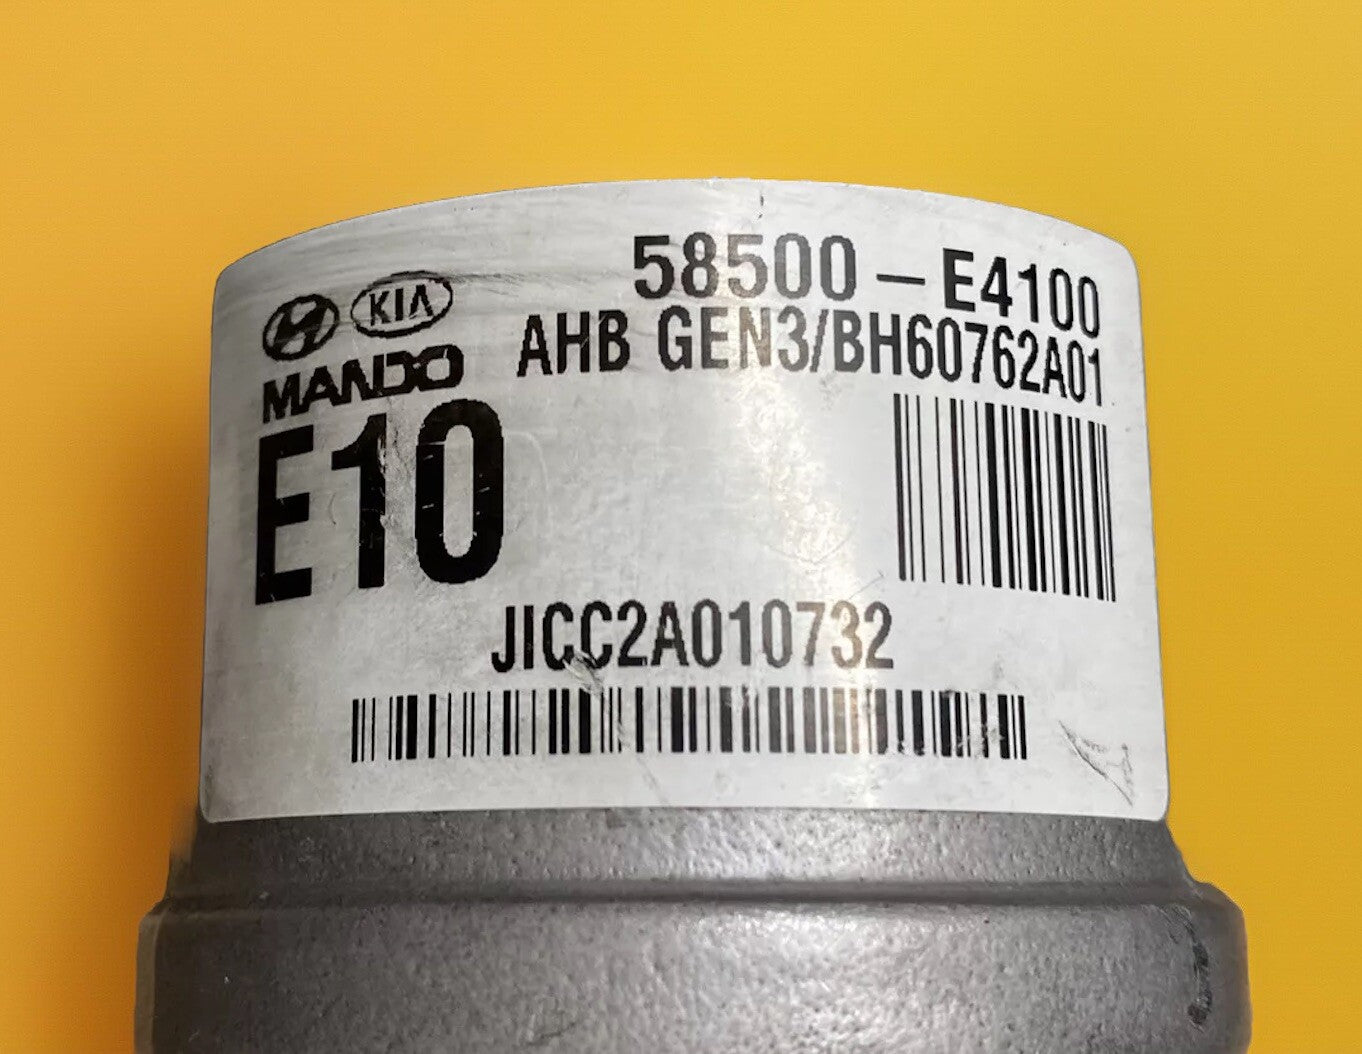 58500-E4100
KIA
AHB GEN3/BH60762A01
MANDO
E10
JICC2A010732